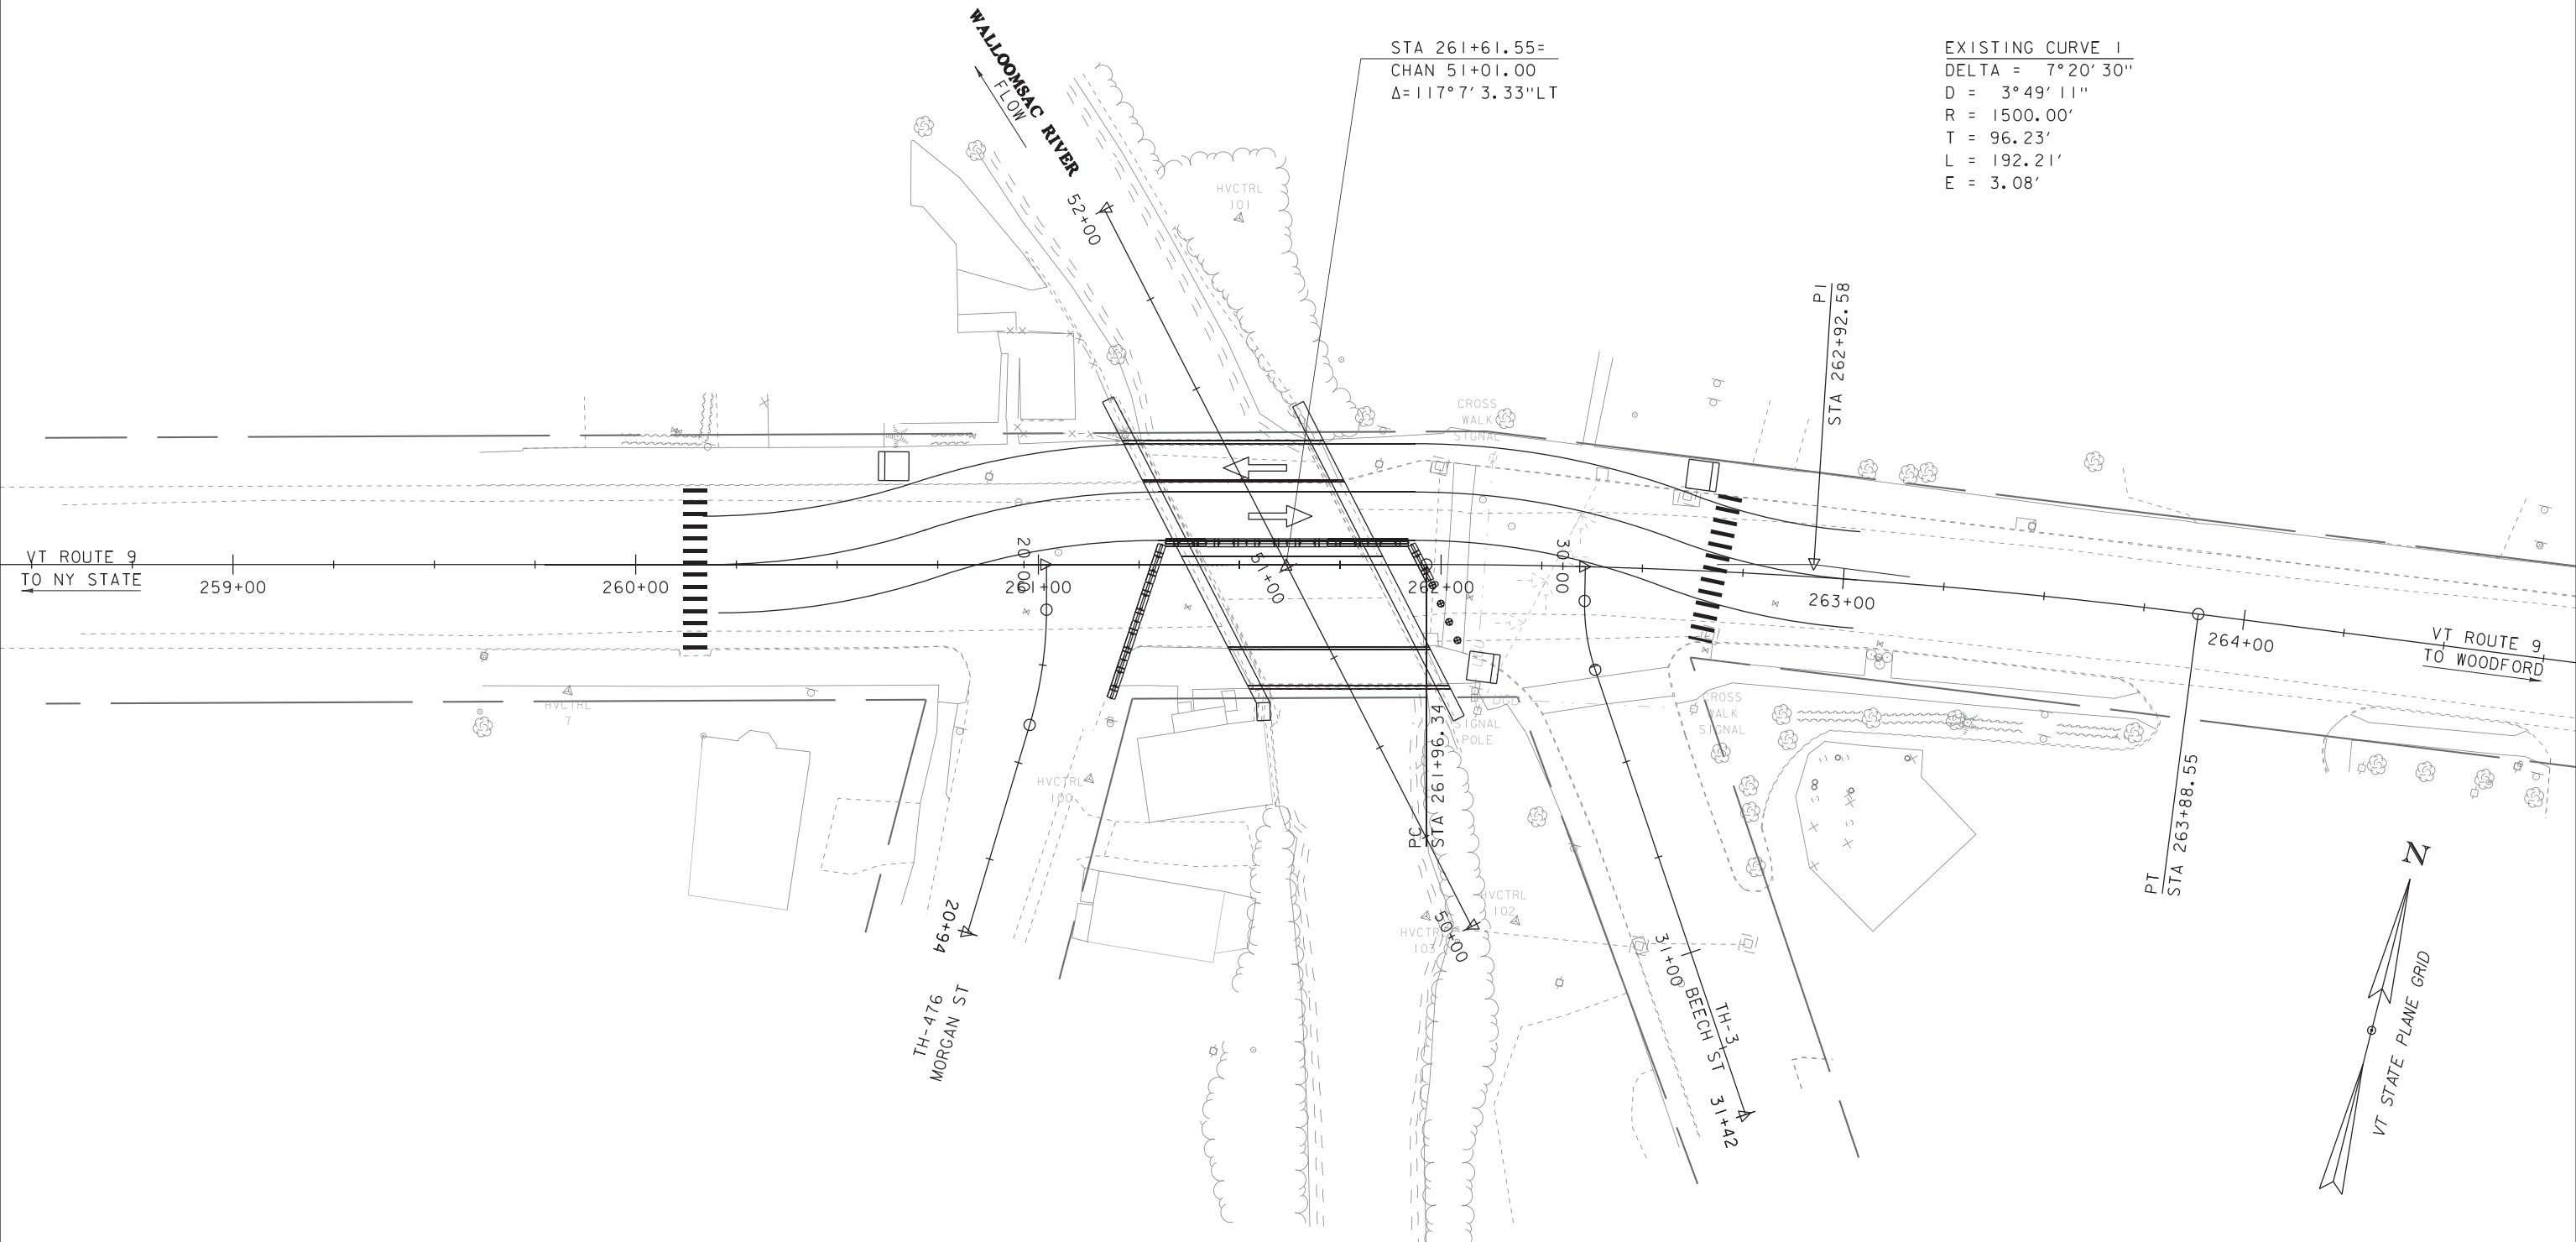 WALLOOMSAC RIVER
FLOW
STA 261+61.55=
CHAN 51+01.00
Δ=117°7'3.33"LT
EXISTING CURVE 1
DELTA = 7°20'30"
D = 3°49'11"
R = 1500.00'
T = 96.23'
L = 192.21'
E = 3.08'
HVCTRL
101
52+00
PI
STA 262+92.58
CROSS
WALK
SIGNAL
VT ROUTE 9
TO NY STATE
259+00
260+00
20+00
261+00
51+00
262+00
30+00
263+00
264+00
VT ROUTE 9
TO WOODFORD
HVCTRL
7
HVCTRL
100
SIGNAL
POLE
CROSS
WALK
SIGNAL
PC
STA 261+96.34
PT
STA 263+88.55
HVCTRL
102
HVCTRL
103
50+00
20+94
TH-476
MORGAN ST
31+00
BEECH ST
TH-3
31+42
N
VT STATE PLANE GRID